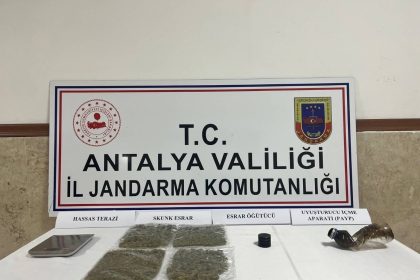 T.C.
ANTALYA VALİLİĞİ
İL JANDARMA KOMUTANLIĞI
HASSAS TERAZİ
SKUNK ESRAR
ESRAR ÖĞÜTÜCÜ
UYUŞTURUCU İÇME
APARATI (PAYP)